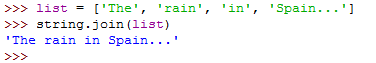 >>> list = ['The', 'rain', 'in', 'Spain...']
>>> string.join(list)
'The rain in Spain...'
>>>